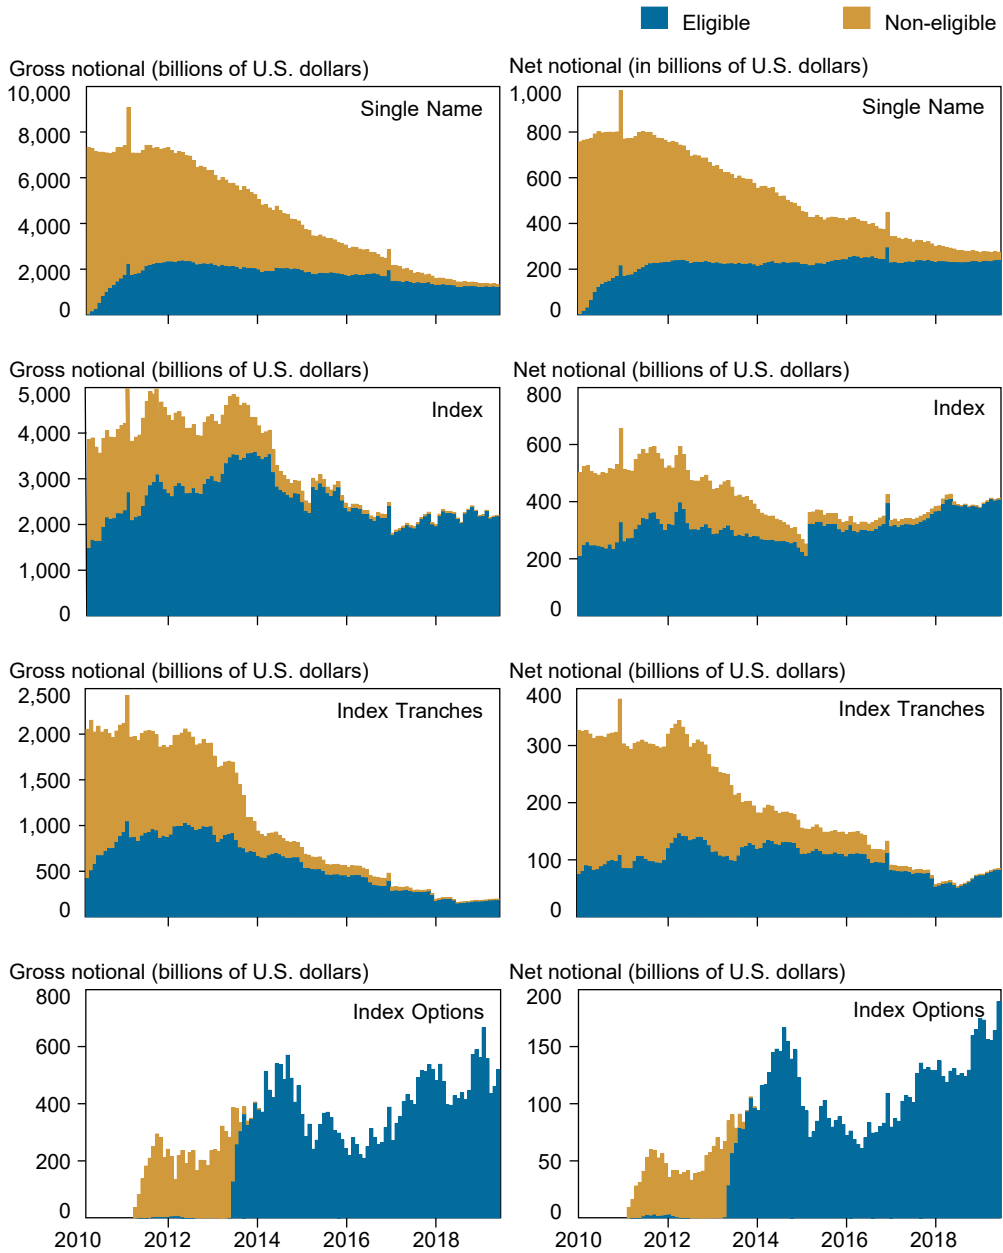 Eligible Non-eligible
Gross notional (billions of U.S. dollars) Net notional (in billions of U.S. dollars)
10,000 Single Name 1,000 Single Name
8,000 800
6,000 600
4,000 400
2,000 200
0 0
Gross notional (billions of U.S. dollars) Net notional (billions of U.S. dollars)
5,000 Index 800 Index
4,000 600
3,000 400
2,000 200
1,000 0
0
Gross notional (billions of U.S. dollars) Net notional (billions of U.S. dollars)
2,500 Index Tranches 400 Index Tranches
2,000 300
1,500 200
1,000 100
500 0
0
Gross notional (billions of U.S. dollars) Net notional (billions of U.S. dollars)
800 Index Options 200 Index Options
600 150
400 100
200 50
0 0
2010 2012 2014 2016 2018 2010 2012 2014 2016 2018